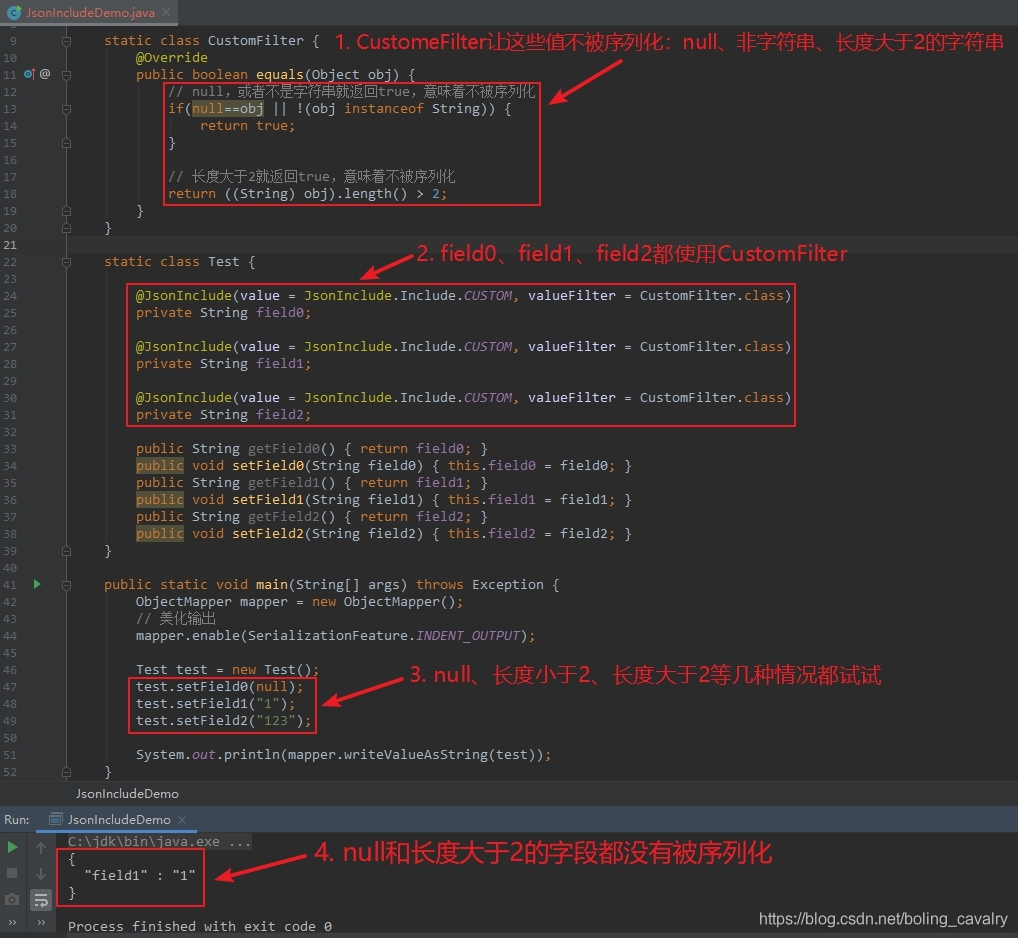 JsonIncludeDemo.java
9 static class CustomFilter {
1. CustomeFilter让这些值不被序列化：null、非字符串、长度大于2的字符串
10 @Override
11 @ public boolean equals(Object obj) {
12 // null，或者不是字符串就返回true，意味着不被序列化
13 if(null==obj || !(obj instanceof String)) {
14 return true;
15 }
16
17 // 长度大于2就返回true，意味着不被序列化
18 return ((String) obj).length() > 2;
19 }
20 }
21
2. field0、field1、field2都使用CustomFilter
22 static class Test {
23
24 @JsonInclude(value = JsonInclude.Include.CUSTOM, valueFilter = CustomFilter.class)
25 private String field0;
26
27 @JsonInclude(value = JsonInclude.Include.CUSTOM, valueFilter = CustomFilter.class)
28 private String field1;
29
30 @JsonInclude(value = JsonInclude.Include.CUSTOM, valueFilter = CustomFilter.class)
31 private String field2;
32
33 public String getField0() { return field0; }
34 public void setField0(String field0) { this.field0 = field0; }
35 public String getField1() { return field1; }
36 public void setField1(String field1) { this.field1 = field1; }
37 public String getField2() { return field2; }
38 public void setField2(String field2) { this.field2 = field2; }
39 }
40
41 public static void main(String[] args) throws Exception {
42 ObjectMapper mapper = new ObjectMapper();
43 // 美化输出
44 mapper.enable(SerializationFeature.INDENT_OUTPUT);
45
46 Test test = new Test();
3. null、长度小于2、长度大于2等几种情况都试试
47 test.setField0(null);
48 test.setField1("1");
49 test.setField2("123");
50
51 System.out.println(mapper.writeValueAsString(test));
52 }
JsonIncludeDemo
Run: JsonIncludeDemo
C:\jdk\bin\java.exe ...
4. null和长度大于2的字段都没有被序列化
{
"field1" : "1"
}
Process finished with exit code 0
https://blog.csdn.net/boling_cavalry